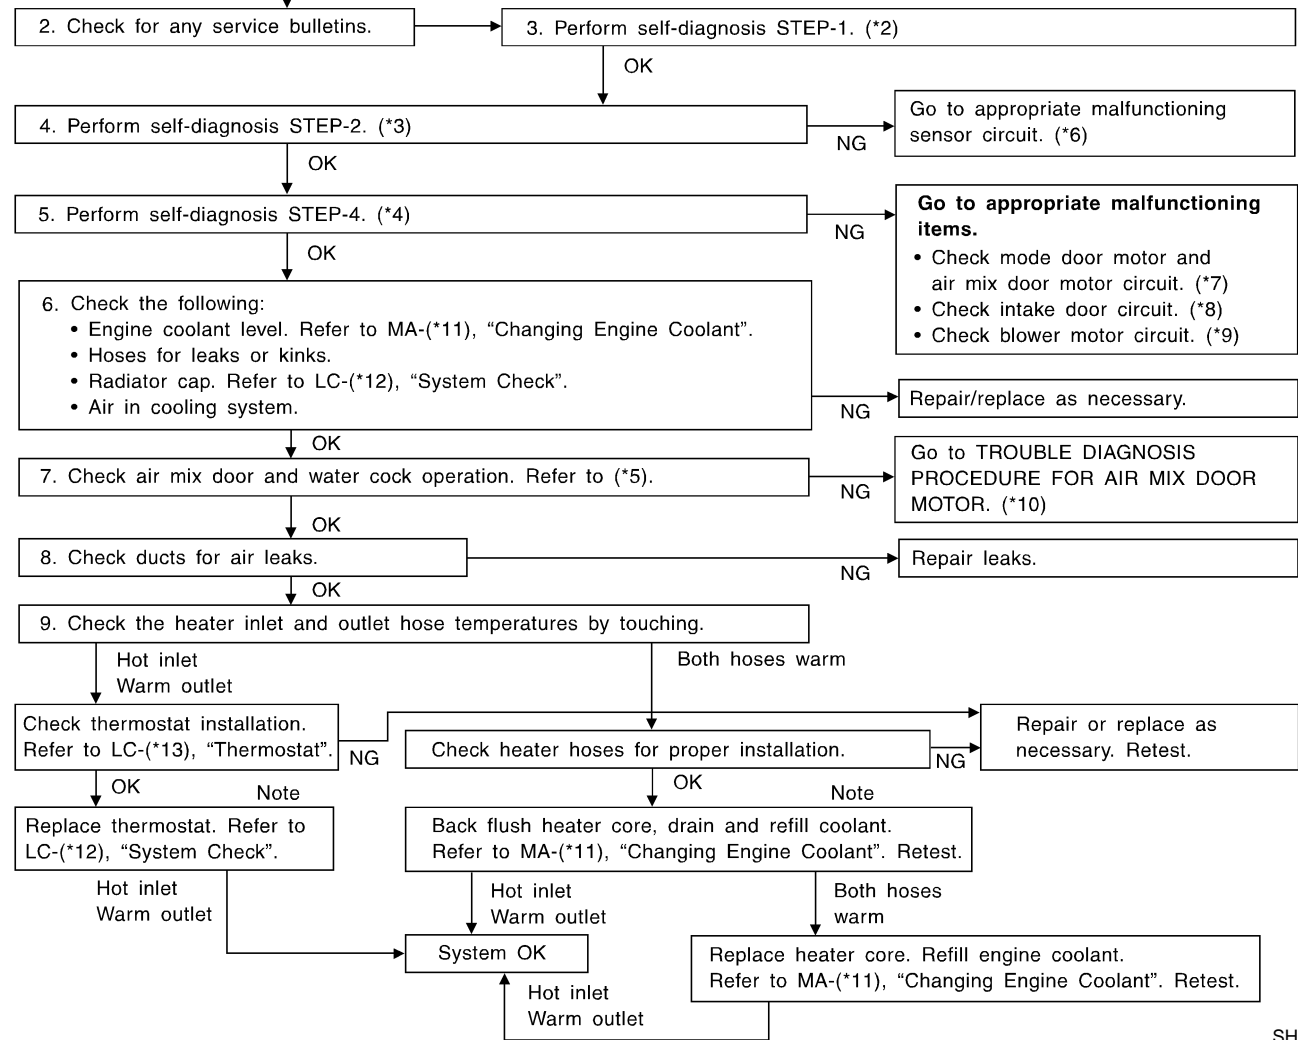 2. Check for any service bulletins.
3. Perform self-diagnosis STEP-1. (*2)
OK
4. Perform self-diagnosis STEP-2. (*3)
NG
Go to appropriate malfunctioning
sensor circuit. (*6)
OK
5. Perform self-diagnosis STEP-4. (*4)
NG
Go to appropriate malfunctioning
items.
• Check mode door motor and
air mix door motor circuit. (*7)
• Check intake door circuit. (*8)
• Check blower motor circuit. (*9)
OK
6. Check the following:
• Engine coolant level. Refer to MA-(*11), “Changing Engine Coolant”.
• Hoses for leaks or kinks.
• Radiator cap. Refer to LC-(*12), “System Check”.
• Air in cooling system.
NG
Repair/replace as necessary.
OK
7. Check air mix door and water cock operation. Refer to (*5).
NG
Go to TROUBLE DIAGNOSIS
PROCEDURE FOR AIR MIX DOOR
MOTOR. (*10)
OK
8. Check ducts for air leaks.
NG
Repair leaks.
OK
9. Check the heater inlet and outlet hose temperatures by touching.
Hot inlet
Warm outlet
Both hoses warm
Check thermostat installation.
Refer to LC-(*13), “Thermostat”.
NG
Check heater hoses for proper installation.
NG
Repair or replace as
necessary. Retest.
OK
Note
OK
Note
Replace thermostat. Refer to
LC-(*12), “System Check”.
Back flush heater core, drain and refill coolant.
Refer to MA-(*11), “Changing Engine Coolant”. Retest.
Hot inlet
Warm outlet
Hot inlet
Warm outlet
Both hoses
warm
System OK
Replace heater core. Refill engine coolant.
Refer to MA-(*11), “Changing Engine Coolant”. Retest.
Hot inlet
Warm outlet
SH